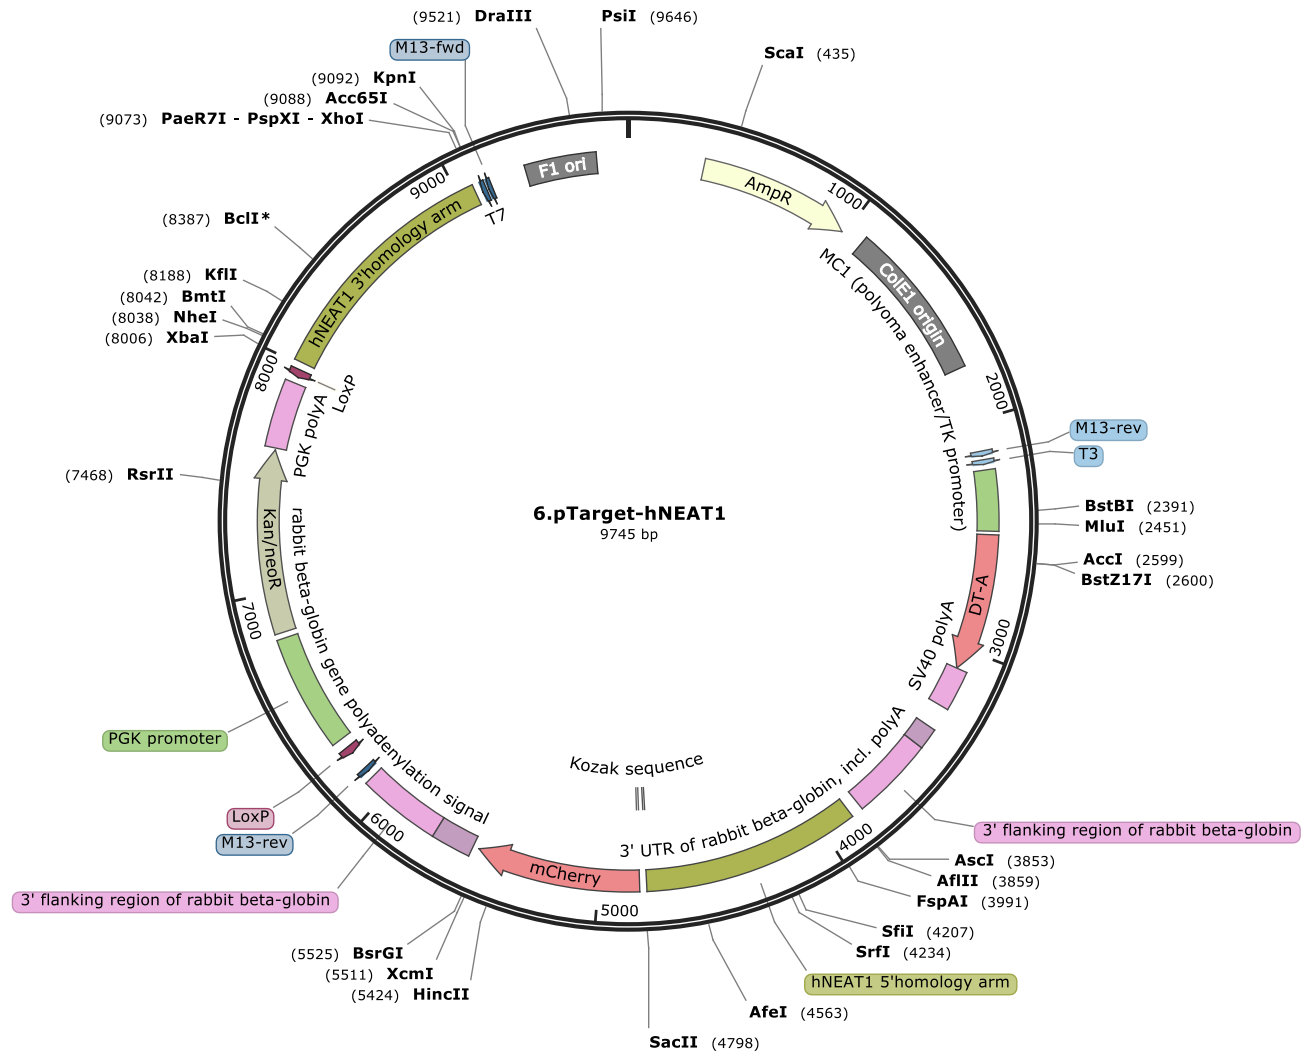 (9521) DraIII
PsiI (9646)
M13-fwd
ScaI (435)
(9092) KpnI
(9088) Acc65I
(9073) PaeR7I - PspXI - XhoI
F1 ori
AmpR
1000
9000
T7
(8387) BclI*
hNEAT1 3'homology arm
ColE1 origin
MC1 (polyoma enhancer/TK promoter)
(8188) KflI
(8042) BmtI
(8038) NheI
(8006) XbaI
8000
LoxP
PGK polyA
2000
M13-rev
T3
(7468) RsrII
6.pTarget-hNEAT1
9745 bp
BstBI (2391)
MluI (2451)
AccI (2599)
BstZ17I (2600)
Kan/neoR
DT-A
7000
3000
SV40 polyA
rabbit beta-globin gene polyadenylation signal
PGK promoter
Kozak sequence
3' UTR of rabbit beta-globin, incl. polyA
LoxP
M13-rev
6000
4000
3' flanking region of rabbit beta-globin
AscI (3853)
AflII (3859)
FspAI (3991)
mCherry
3' flanking region of rabbit beta-globin
5000
SfiI (4207)
SrfI (4234)
(5525) BsrGI
(5511) XcmI
(5424) HincII
hNEAT1 5'homology arm
AfeI (4563)
SacII (4798)